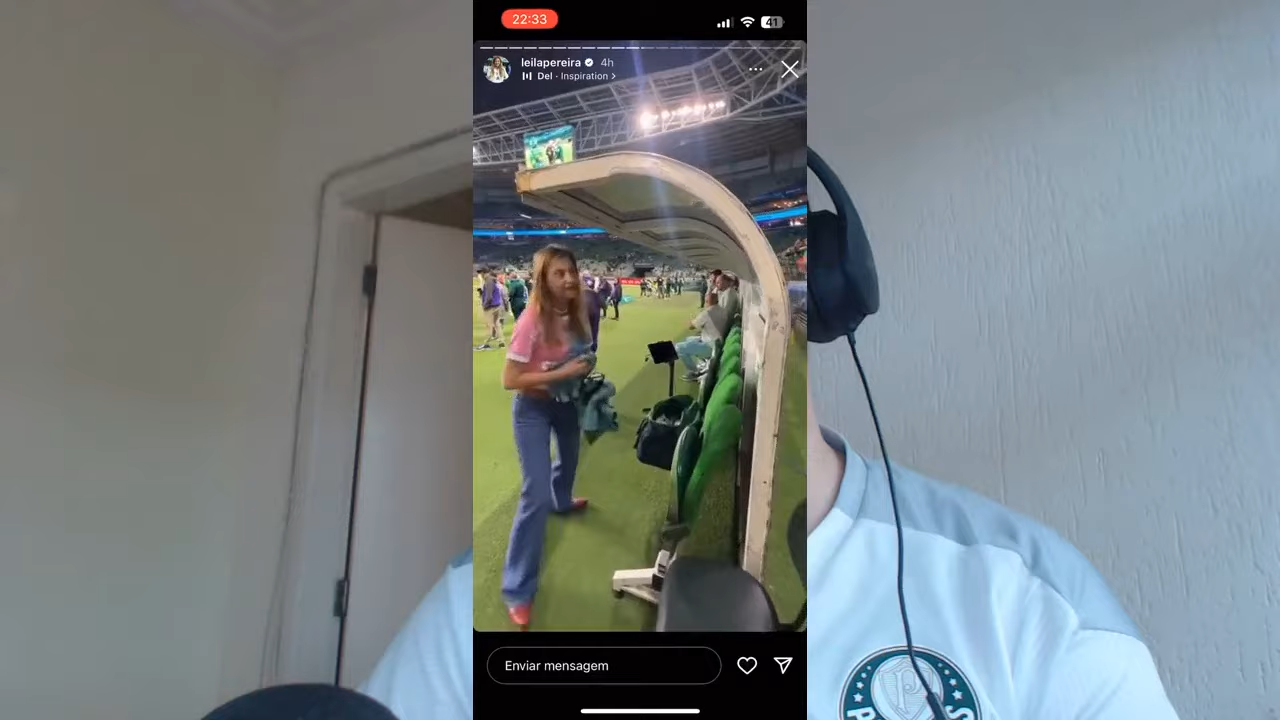 22:33
41
leilapereira 4h
Del · Inspiration >
Enviar mensagem
P